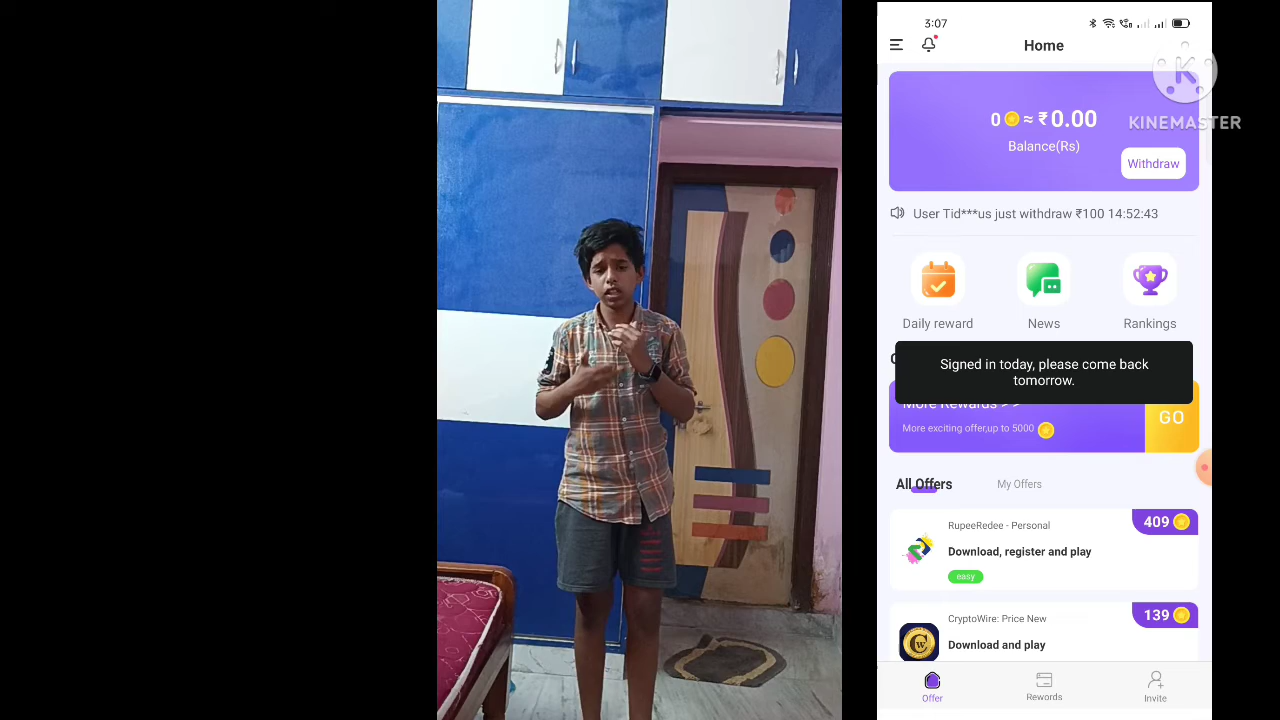 3:07
Home
KINEMASTER
0 ≈ ₹ 0.00
Balance(Rs)
Withdraw
User Tid***us just withdraw ₹100 14:52:43
Daily reward
News
Rankings
Signed in today, please come back
tomorrow.
More Rewards > >
GO
More exciting offer,up to 5000
All Offers
My Offers
RupeeRedee - Personal
409
Download, register and play
easy
CryptoWire: Price New
139
Download and play
Offer
Rewords
Invite